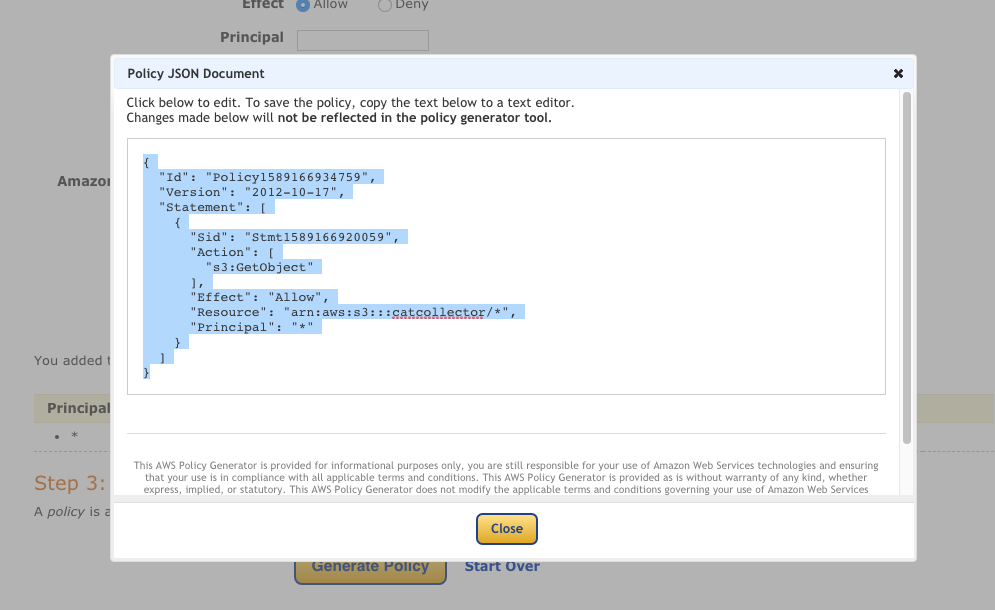 Effect Allow Deny
Principal
Policy JSON Document
Click below to edit. To save the policy, copy the text below to a text editor.
Changes made below will not be reflected in the policy generator tool.
{
"Id": "Policy1589166934759",
"Version": "2012-10-17",
"Statement": [
{
"Sid": "Stmt1589166920059",
"Action": [
"s3:GetObject"
],
"Effect": "Allow",
"Resource": "arn:aws:s3:::catcollector/*",
"Principal": "*"
}
]
}
Amazon
You added
Principal
• *
This AWS Policy Generator is provided for informational purposes only, you are still responsible for your use of Amazon Web Services technologies and ensuring
that your use is in compliance with all applicable terms and conditions. This AWS Policy Generator is provided as is without warranty of any kind, whether
express, implied, or statutory. This AWS Policy Generator does not modify the applicable terms and conditions governing your use of Amazon Web Services
Step 3:
A policy is a
Close
Generate Policy Start Over